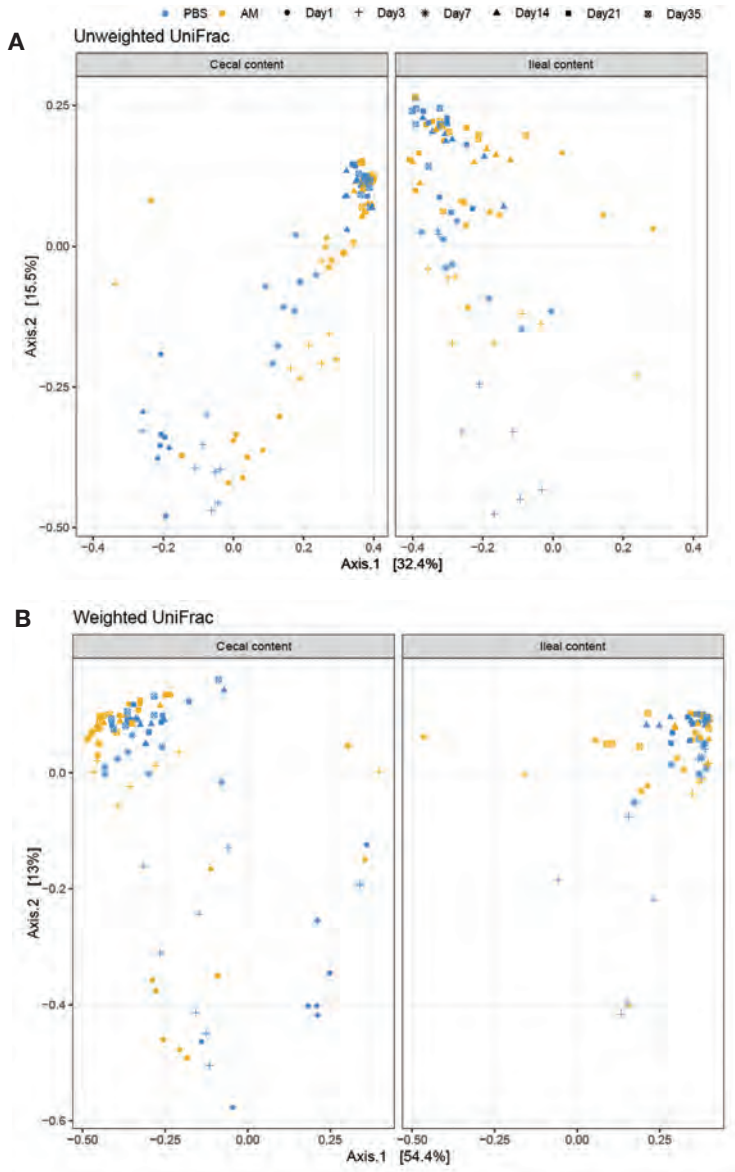 PBS AM Day1 Day3 Day7 Day14 Day21 Day35
A
Unweighted UniFrac
Cecal content Ileal content
0.25
0.00
−0.25
−0.50
Axis.2 [15.5%]
−0.4 −0.2 0.0 0.2 0.4 −0.4 −0.2 0.0 0.2 0.4
Axis.1 [32.4%]
B
Weighted UniFrac
Cecal content Ileal content
0.0
−0.2
−0.4
−0.6
Axis.2 [13%]
−0.50 −0.25 0.00 0.25 −0.50 −0.25 0.00 0.25
Axis.1 [54.4%]